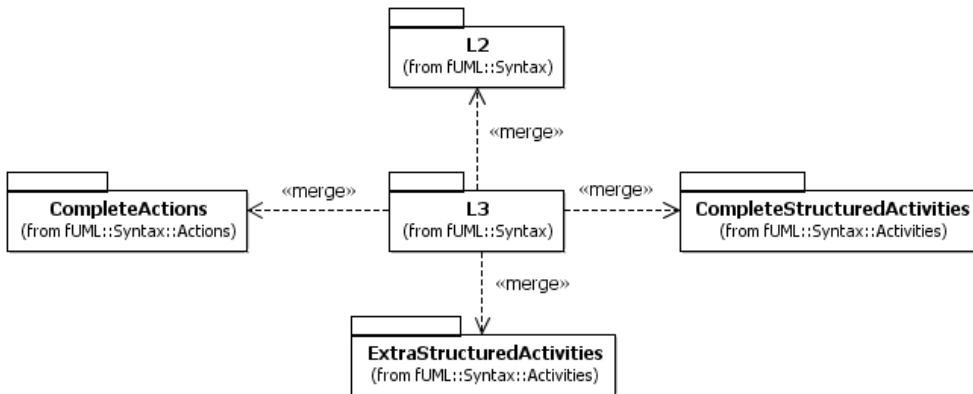 L2
(from fUML::Syntax)
«merge»
«merge»
«merge»
CompleteActions
(from fUML::Syntax::Actions)
L3
(from fUML::Syntax)
CompleteStructuredActivities
(from fUML::Syntax::Activities)
«merge»
ExtraStructuredActivities
(from fUML::Syntax::Activities)